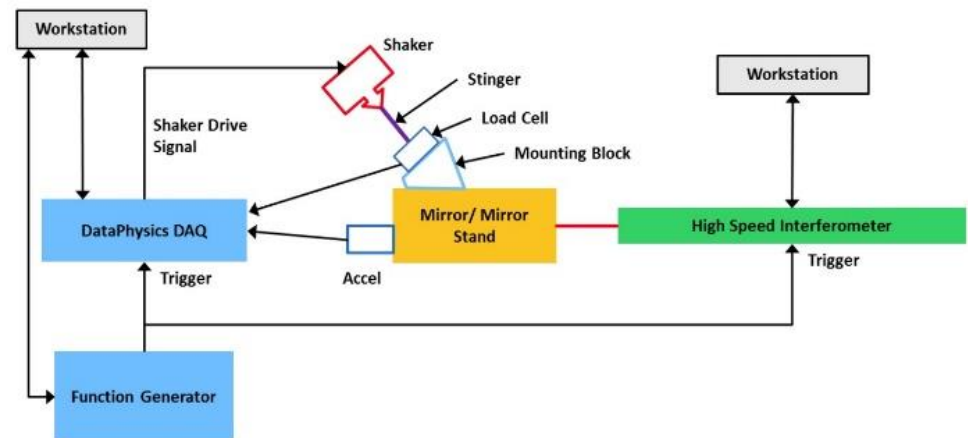 Workstation
Shaker
Workstation
Stinger
Shaker Drive
Signal
Load Cell
Mounting Block
DataPhysics DAQ
Mirror/ Mirror
Stand
High Speed Interferometer
Trigger
Accel
Trigger
Function Generator